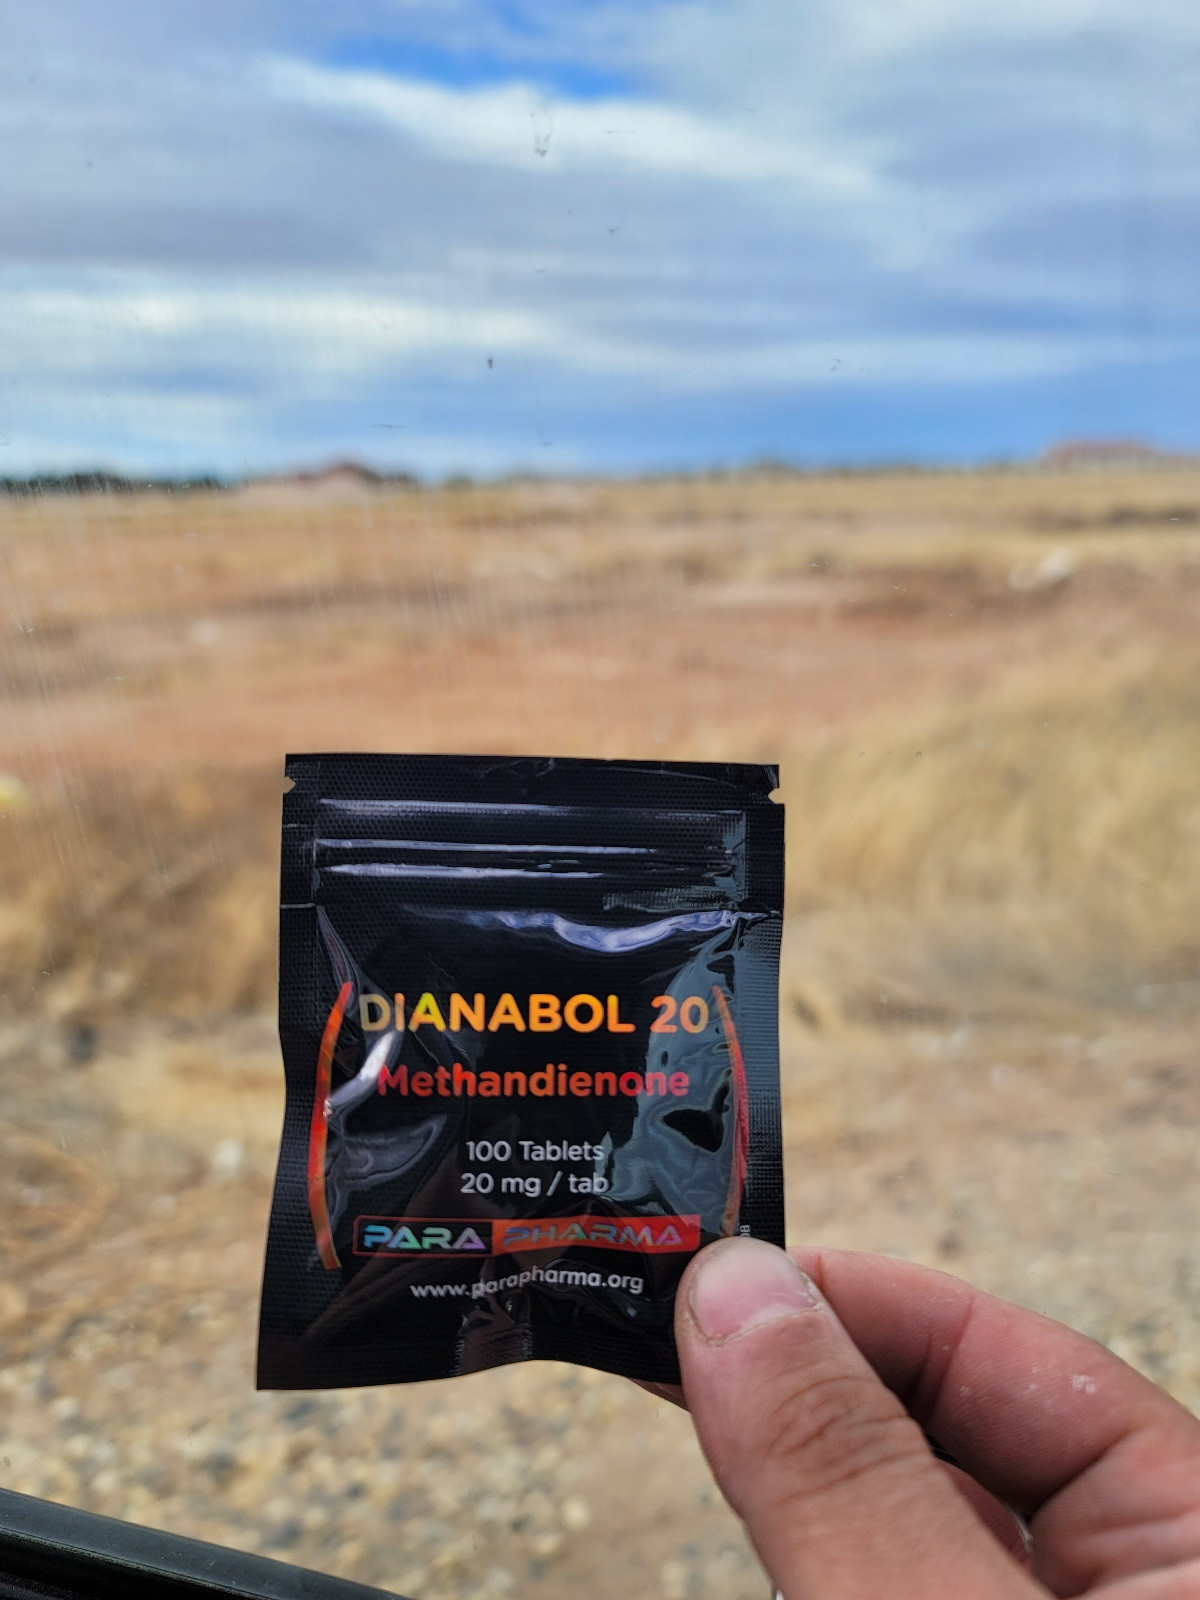 DIANABOL 20
Methandienone
100 Tablets
20 mg / tab
PARA PHARMA
www.parapharma.org